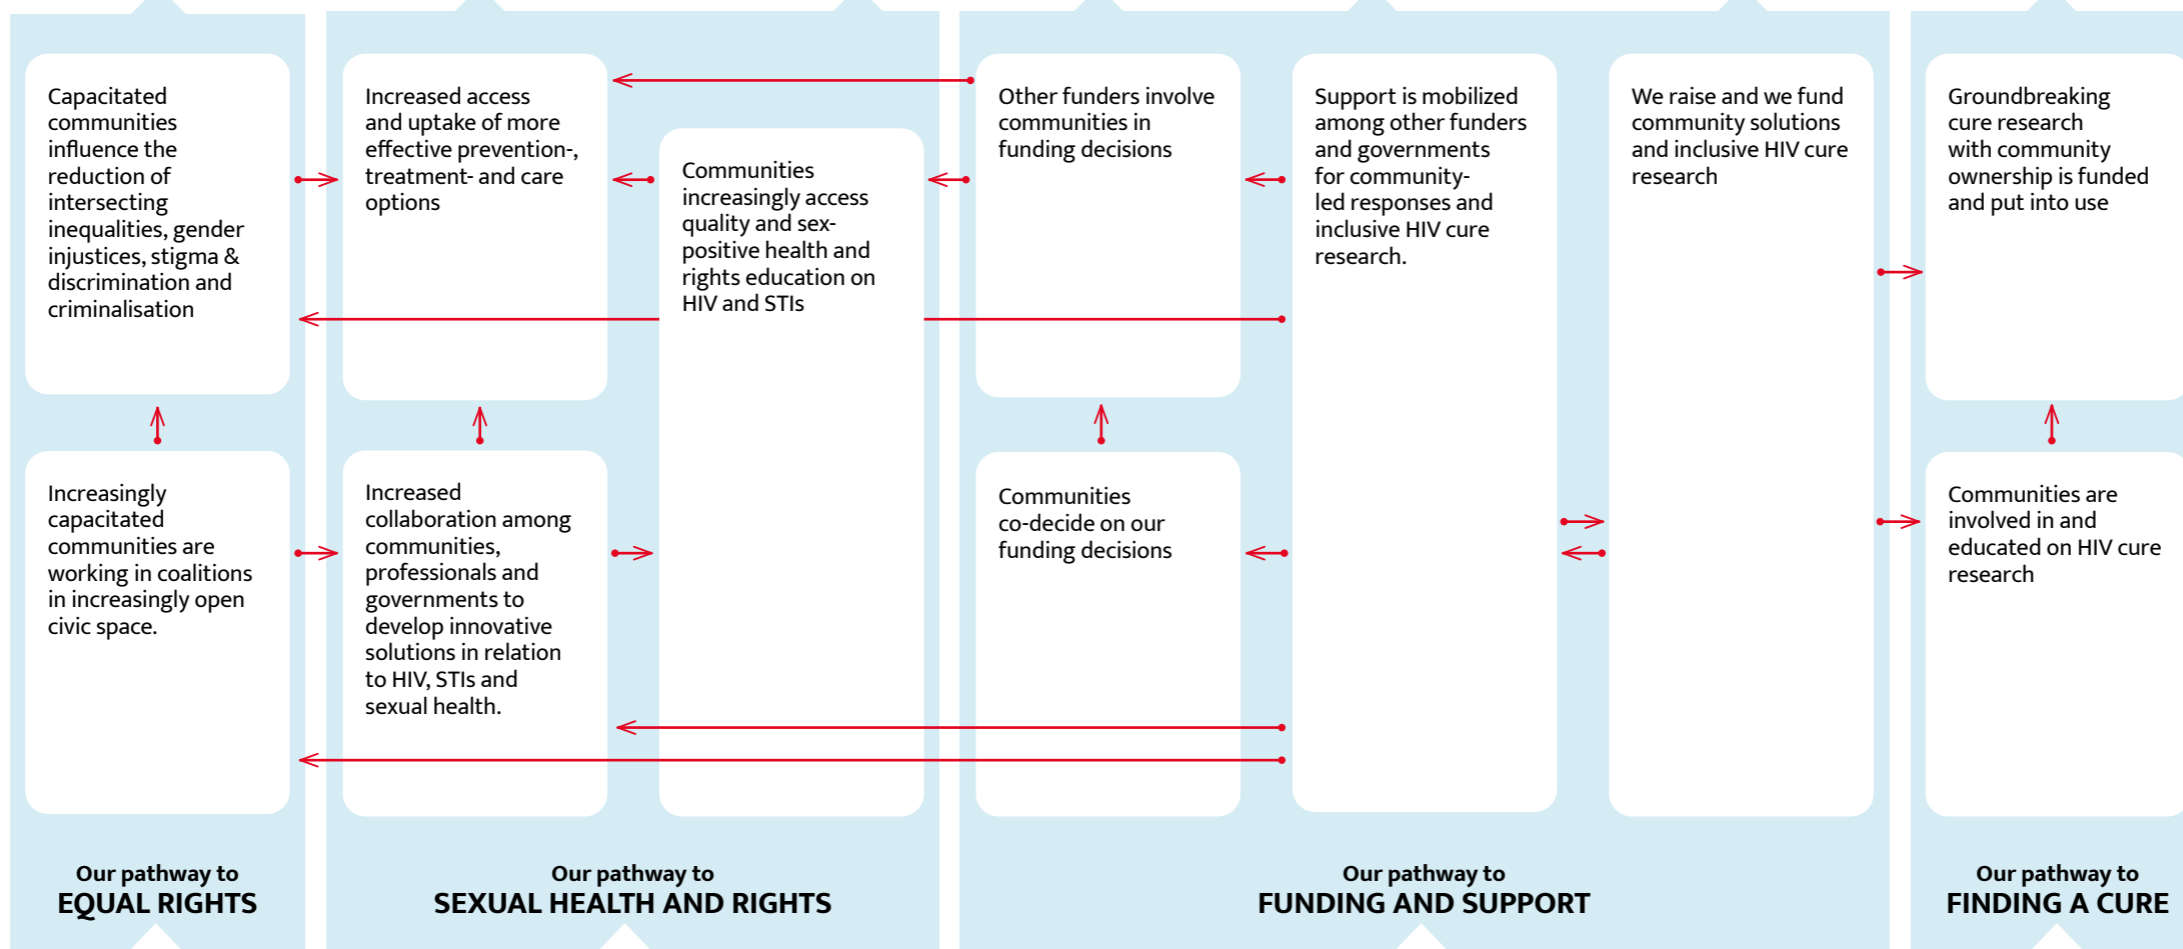 Capacitated
communities
influence the
reduction of
intersecting
inequalities, gender
injustices, stigma &
discrimination and
criminalisation
Increasingly
capacitated
communities are
working in coalitions
in increasingly open
civic space.
Our pathway to
EQUAL RIGHTS
Increased access
and uptake of more
effective prevention-,
treatment- and care
options
Increased
collaboration among
communities,
professionals and
governments to
develop innovative
solutions in relation
to HIV, STIs and
sexual health.
Communities
increasingly access
quality and sex-
positive health and
rights education on
HIV and STIs
Our pathway to
SEXUAL HEALTH AND RIGHTS
Other funders involve
communities in
funding decisions
Communities
co-decide on our
funding decisions
Support is mobilized
among other funders
and governments
for community-
led responses and
inclusive HIV cure
research.
We raise and we fund
community solutions
and inclusive HIV cure
research
Our pathway to
FUNDING AND SUPPORT
Groundbreaking
cure research
with community
ownership is funded
and put into use
Communities are
involved in and
educated on HIV cure
research
Our pathway to
FINDING A CURE